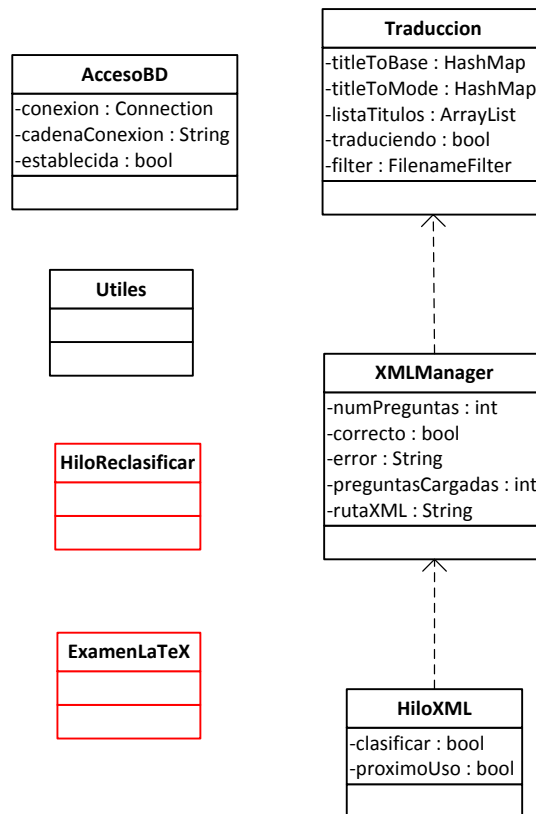 AccesoBD
-conexion : Connection
-cadenaConexion : String
-establecida : bool
Utiles
HiloReclasificar
ExamenLaTeX
Traduccion
-titleToBase : HashMap
-titleToMode : HashMap
-listaTitulos : ArrayList
-traduciendo : bool
-filter : FilenameFilter
XMLManager
-numPreguntas : int
-correcto : bool
-error : String
-preguntasCargadas : int
-rutaXML : String
HiloXML
-clasificar : bool
-proximoUso : bool